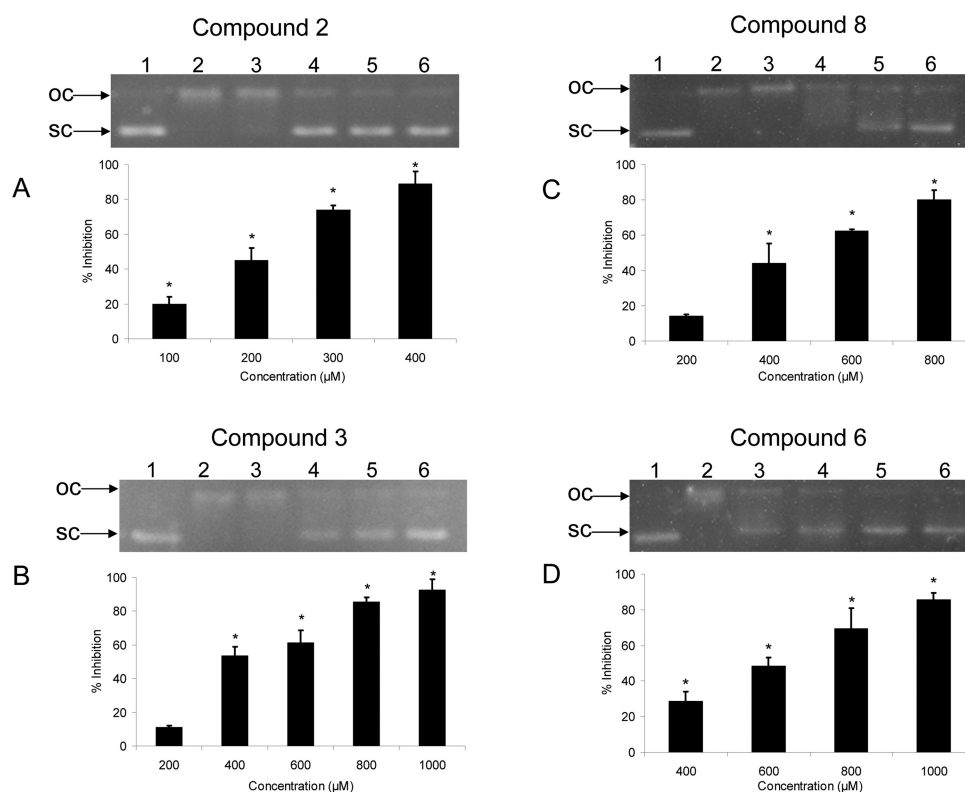 Compound 2
1 2 3 4 5 6
OC
SC
A
100
80
60
40
20
0
% Inhibition
* * * *
100 200 300 400
Concentration (µM)
Compound 8
1 2 3 4 5 6
OC
SC
C
100
80
60
40
20
0
% Inhibition
* * *
200 400 600 800
Concentration (µM)
Compound 3
1 2 3 4 5 6
OC
SC
B
100
80
60
40
20
0
% Inhibition
* * * *
200 400 600 800 1000
Concentration (µM)
Compound 6
1 2 3 4 5 6
OC
SC
D
100
80
60
40
20
0
% Inhibition
* * * *
400 600 800 1000
Concentration (µM)